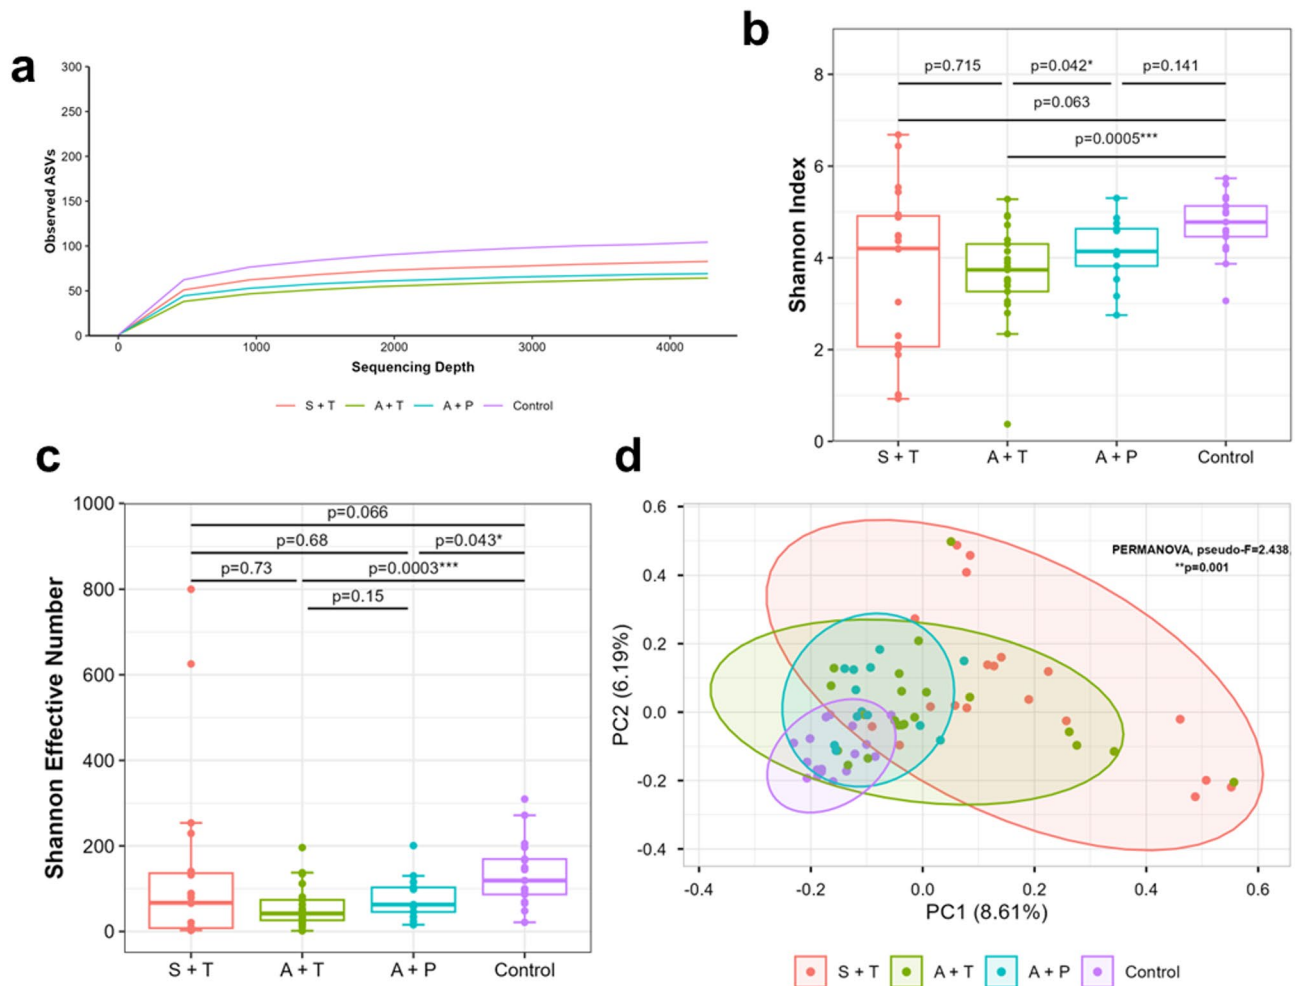 a
300
250
200
150
100
50
0
Observed ASVs
0 1000 2000 3000 4000
Sequencing Depth
S + T A + T A + P Control
b
8
6
4
2
0
Shannon Index
p=0.715 p=0.042* p=0.141
p=0.063
p=0.0005***
S + T A + T A + P Control
c
1000
800
600
400
200
0
Shannon Effective Number
p=0.066
p=0.68 p=0.043*
p=0.73 p=0.0003***
p=0.15
S + T A + T A + P Control
d
0.6
0.4
0.2
0.0
-0.2
-0.4
PC2 (6.19%)
PERMANOVA, pseudo-F=2.438,
**p=0.001
-0.4 -0.2 0.0 0.2 0.4 0.6
PC1 (8.61%)
S + T A + T A + P Control